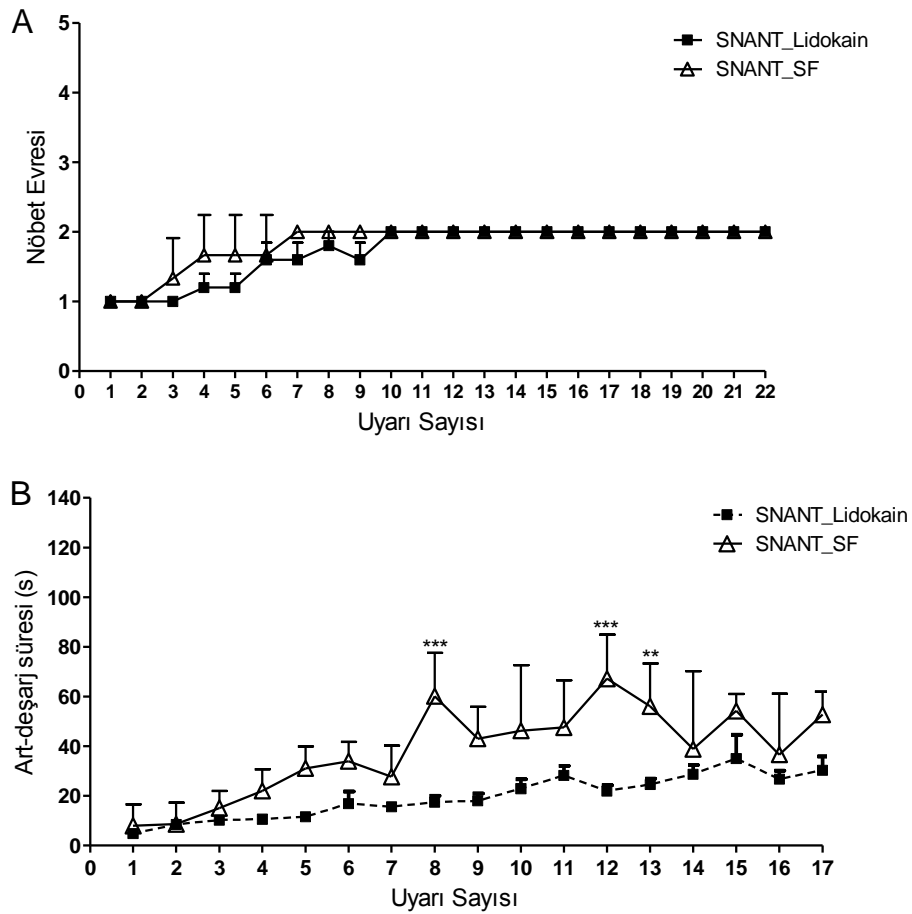 A
SNANT_Lidokain
SNANT_SF
Nöbet Evresi
5
4
3
2
1
0
0 1 2 3 4 5 6 7 8 9 10 11 12 13 14 15 16 17 18 19 20 21 22
Uyarı Sayısı
B
SNANT_Lidokain
SNANT_SF
Art-deşarj süresi (s)
140
120
100
80
60
40
20
0
*** *** **
0 1 2 3 4 5 6 7 8 9 10 11 12 13 14 15 16 17
Uyarı Sayısı